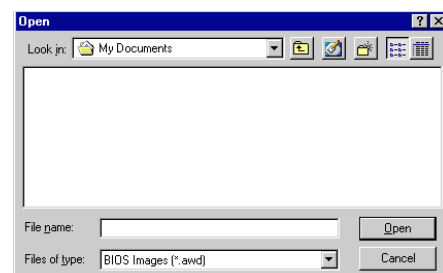 Open
Look in: My Documents
File name: Open
Files of type: BIOS Images (*.awd) Cancel